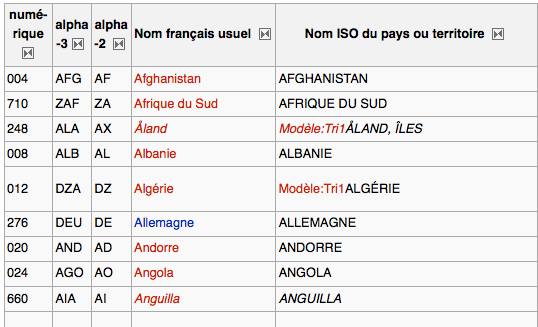 numé-
rique alpha
-3 alpha
-2 Nom français usuel Nom ISO du pays ou territoire
004 AFG AF Afghanistan AFGHANISTAN
710 ZAF ZA Afrique du Sud AFRIQUE DU SUD
248 ALA AX Åland Modèle:Tri1ÅLAND, ÎLES
008 ALB AL Albanie ALBANIE
012 DZA DZ Algérie Modèle:Tri1ALGÉRIE
276 DEU DE Allemagne ALLEMAGNE
020 AND AD Andorre ANDORRE
024 AGO AO Angola ANGOLA
660 AIA AI Anguilla ANGUILLA